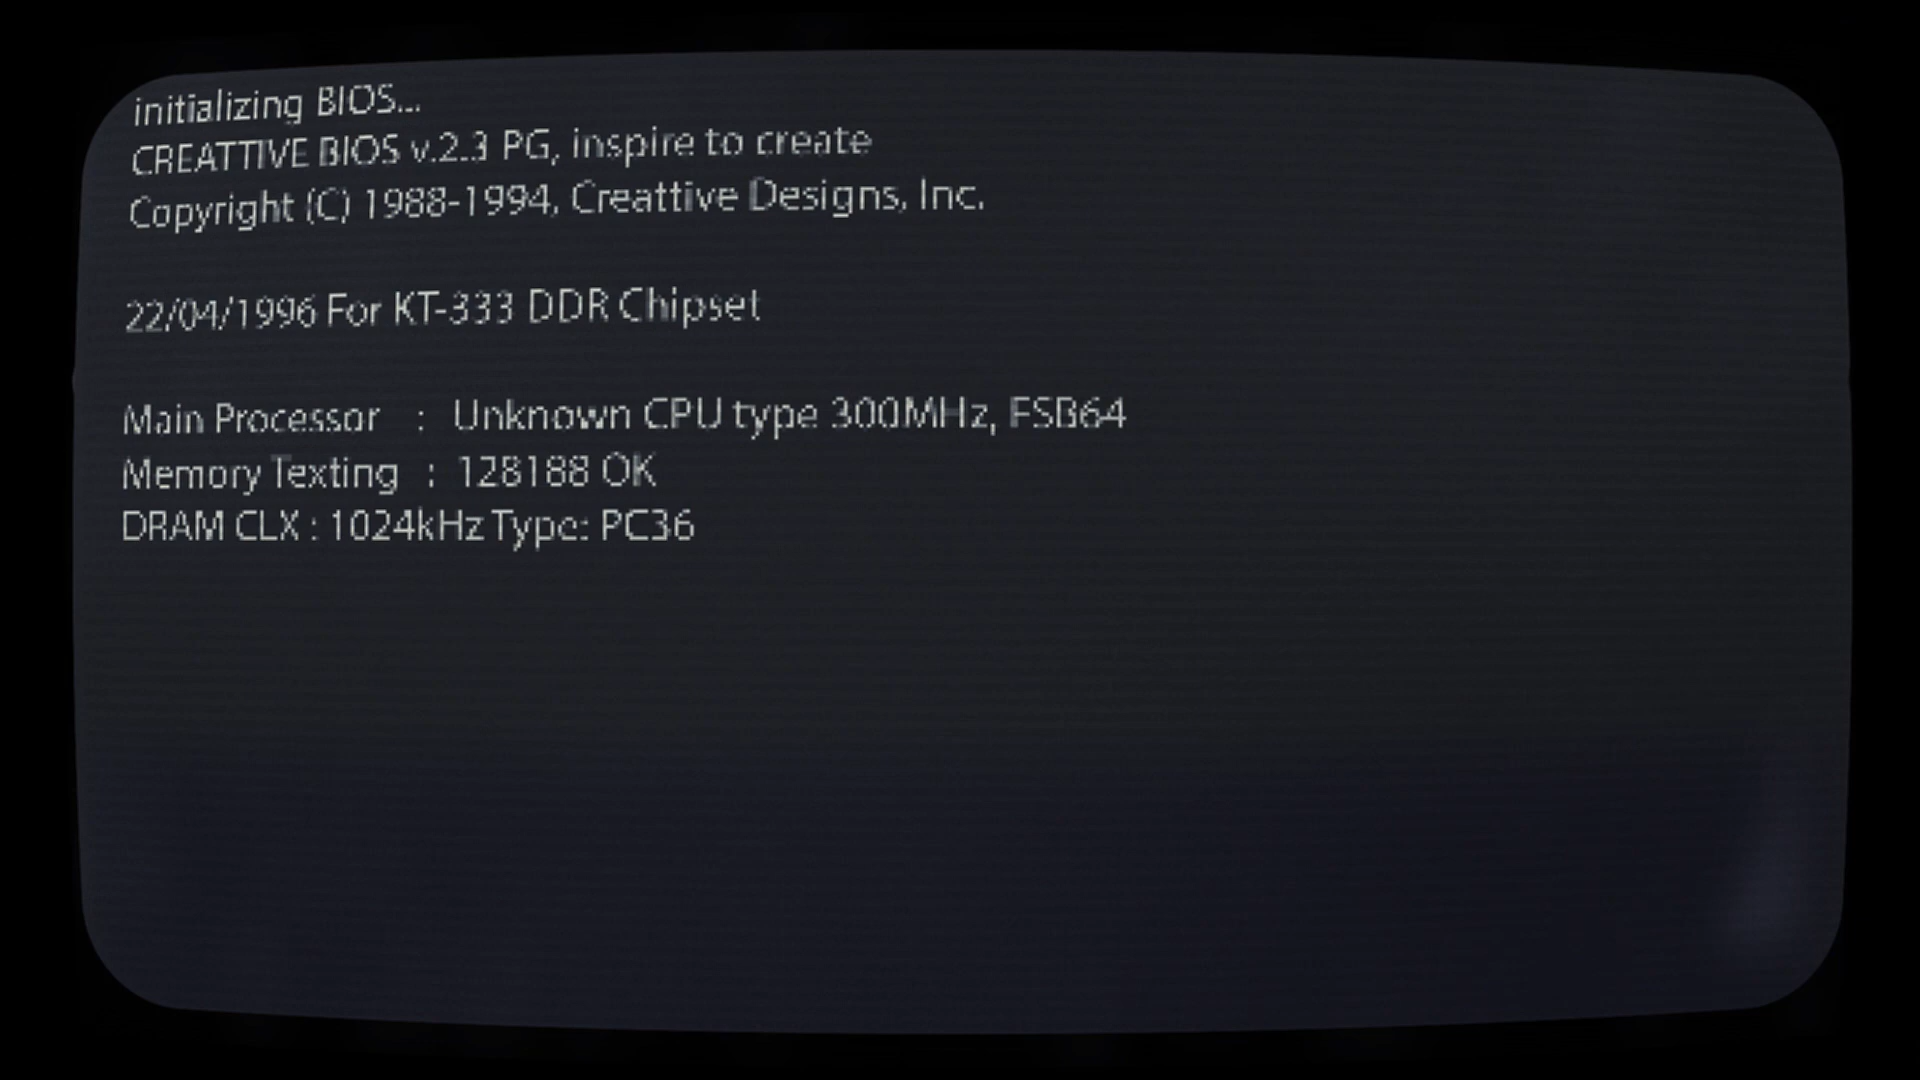 initializing BIOS...
CREATTIVE BIOS v.2.3 PG, inspire to create
Copyright (C) 1988-1994, Creattive Designs, Inc.
22/04/1996 For KT-333 DDR Chipset
Main Processor : Unknown CPU type 300MHz, FSB64
Memory Texting : 128188 OK
DRAM CLX : 1024kHz Type: PC36